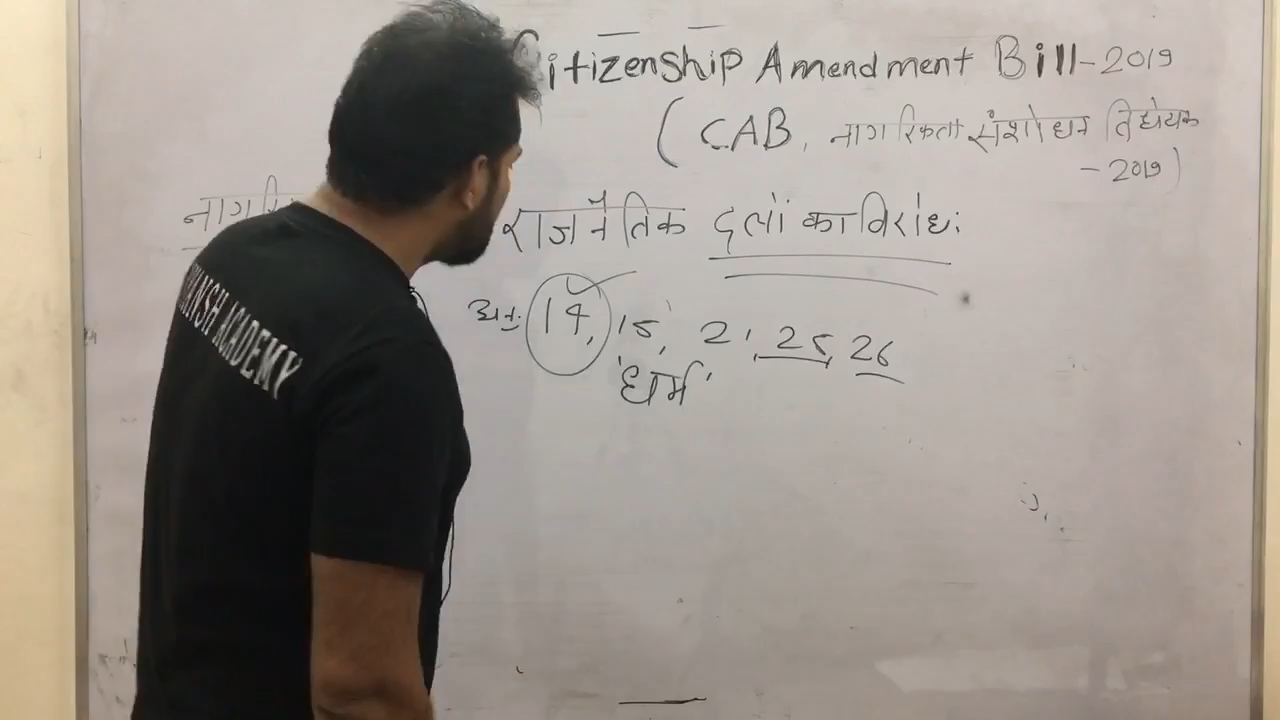 Citizenship Amendment Bill-2019
(CAB, नागरिकता संशोधन विधेयक
-2019)
राजनैतिक दलों का विरोध:
अनु: 14, 15, 21, 25, 26
'धर्म'
ACADEMY